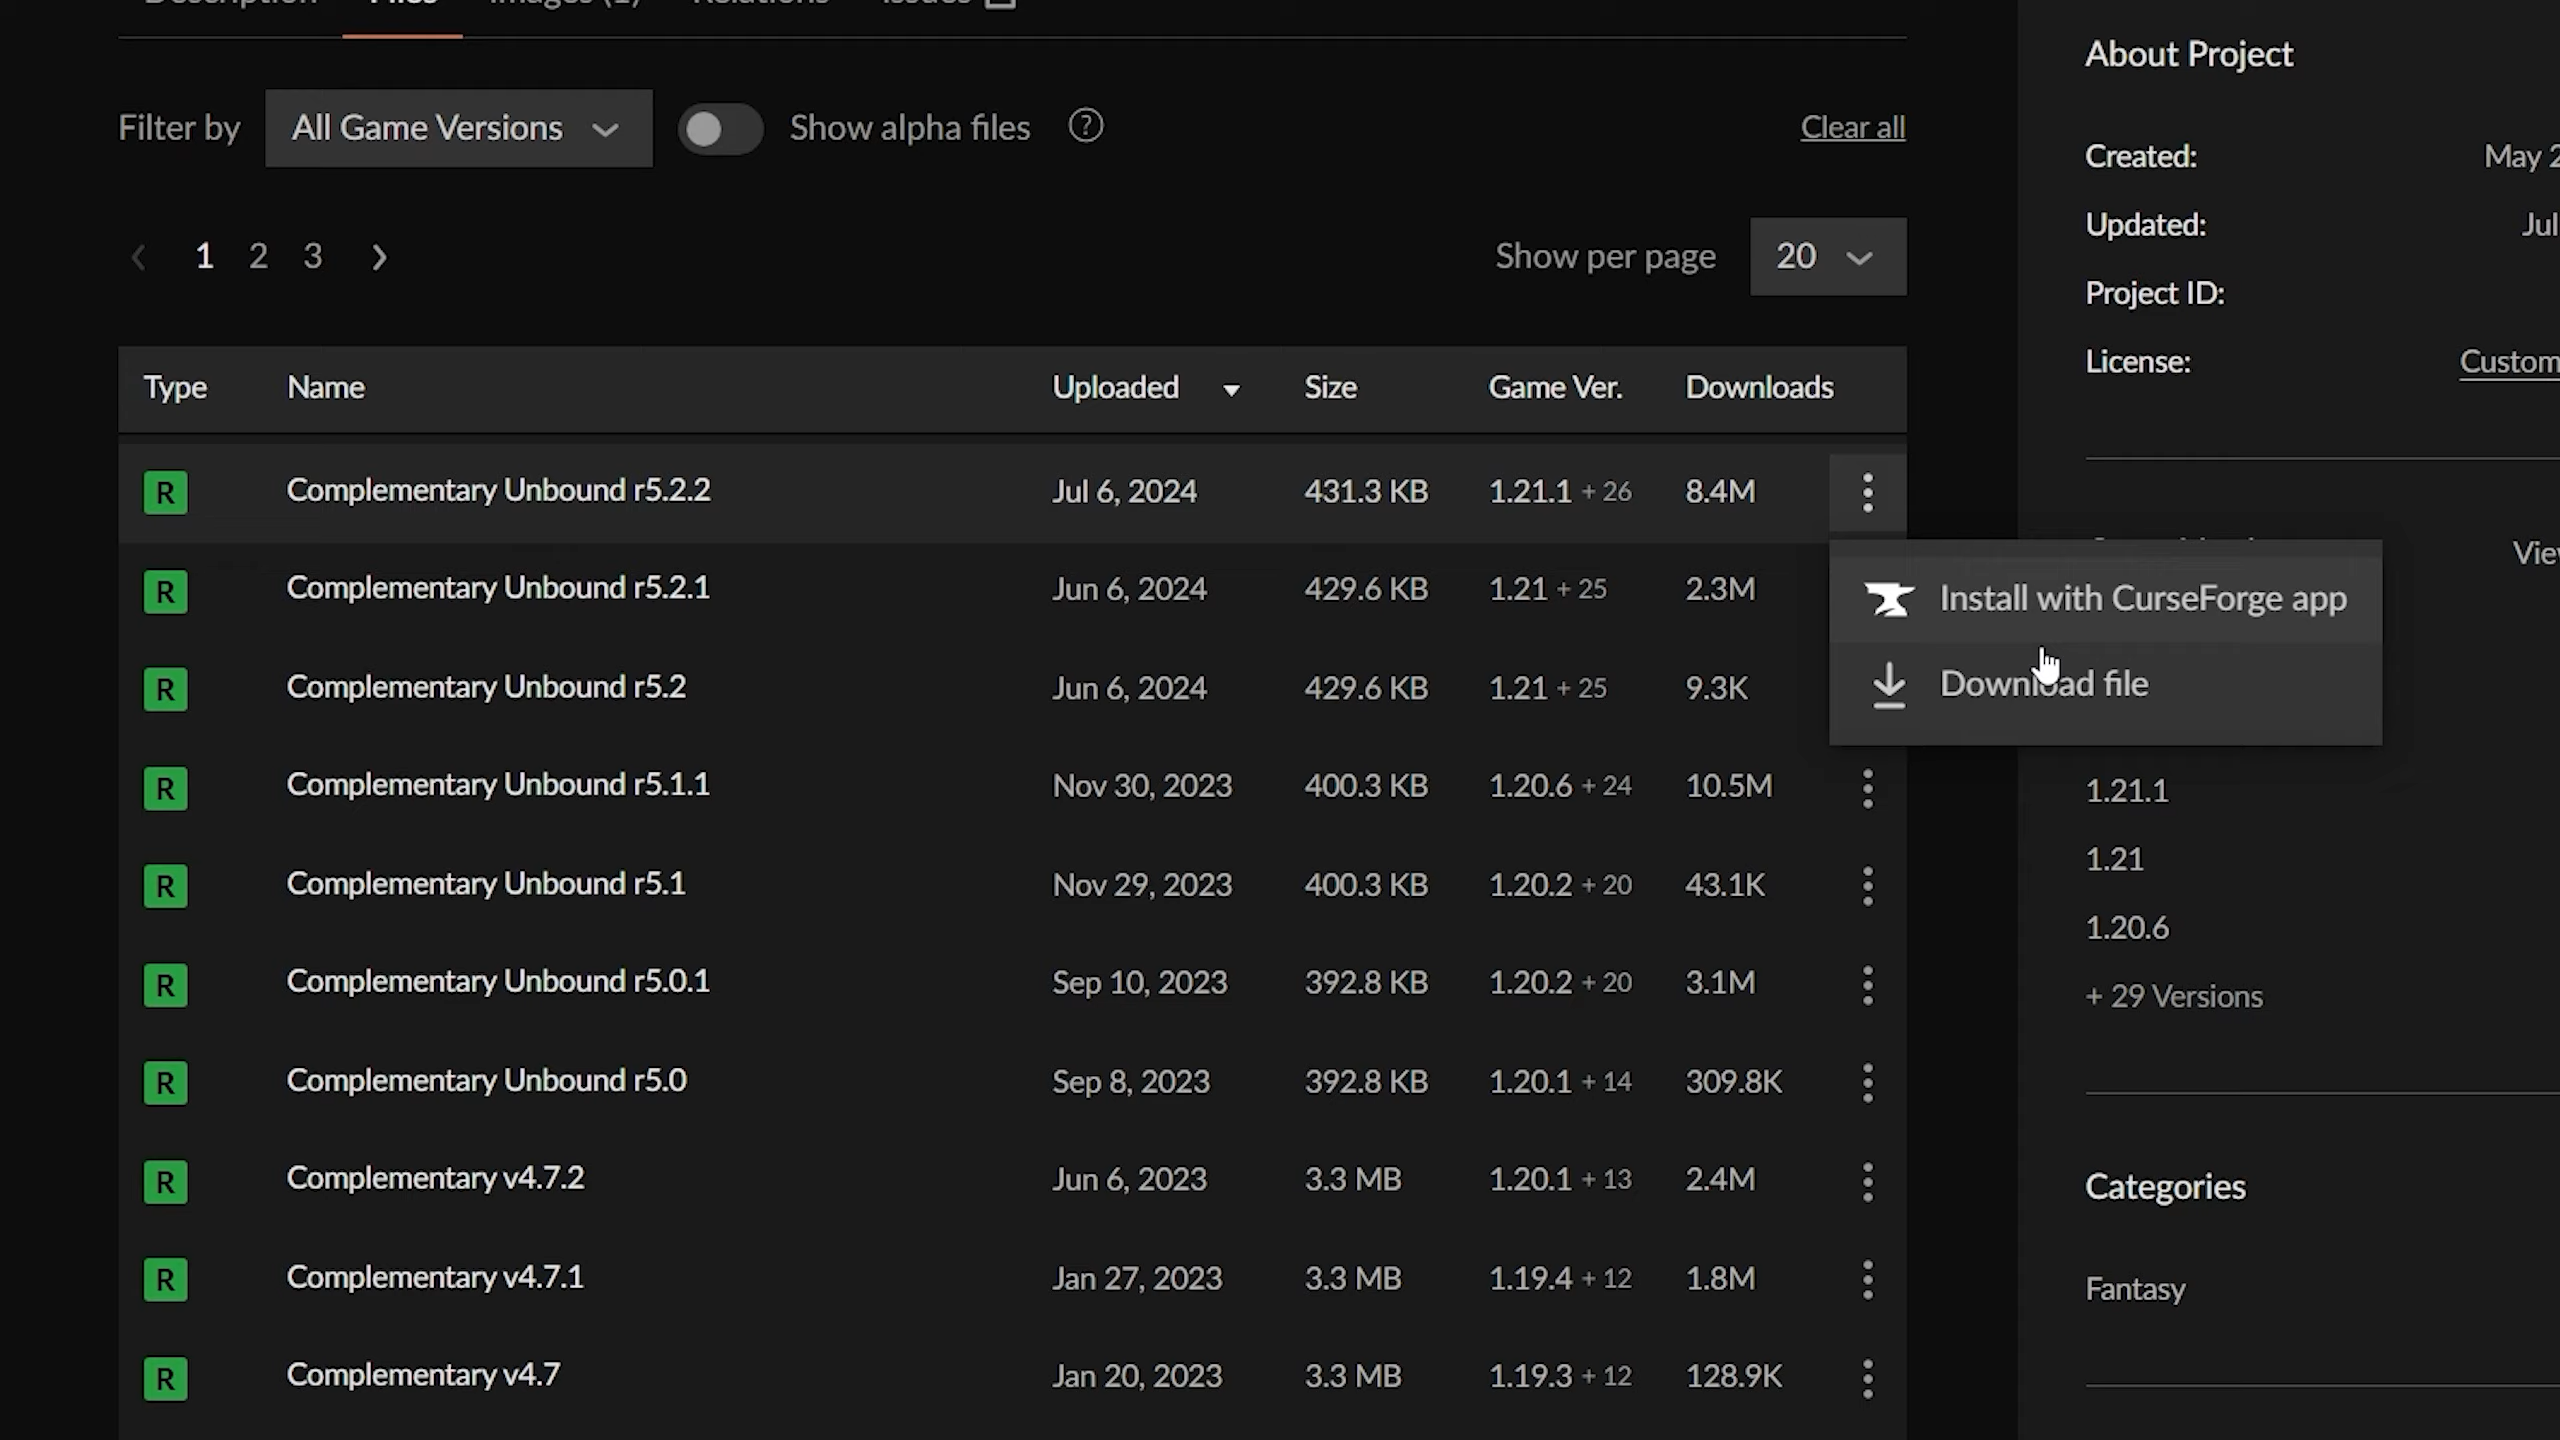 Description Files Images (1) Relations Issues
Filter by All Game Versions Show alpha files ? Clear all
1 2 3 Show per page 20
Type Name Uploaded Size Game Ver. Downloads
R Complementary Unbound r5.2.2 Jul 6, 2024 431.3 KB 1.21.1 + 26 8.4M
R Complementary Unbound r5.2.1 Jun 6, 2024 429.6 KB 1.21 + 25 2.3M
R Complementary Unbound r5.2 Jun 6, 2024 429.6 KB 1.21 + 25 9.3K
R Complementary Unbound r5.1.1 Nov 30, 2023 400.3 KB 1.20.6 + 24 10.5M
R Complementary Unbound r5.1 Nov 29, 2023 400.3 KB 1.20.2 + 20 43.1K
R Complementary Unbound r5.0.1 Sep 10, 2023 392.8 KB 1.20.2 + 20 3.1M
R Complementary Unbound r5.0 Sep 8, 2023 392.8 KB 1.20.1 + 14 309.8K
R Complementary v4.7.2 Jun 6, 2023 3.3 MB 1.20.1 + 13 2.4M
R Complementary v4.7.1 Jan 27, 2023 3.3 MB 1.19.4 + 12 1.8M
R Complementary v4.7 Jan 20, 2023 3.3 MB 1.19.3 + 12 128.9K
Install with CurseForge app
Download file
About Project
Created: May 2
Updated: Jul
Project ID:
License: Custom
1.21.1
1.21
1.20.6
+ 29 Versions
Categories
Fantasy